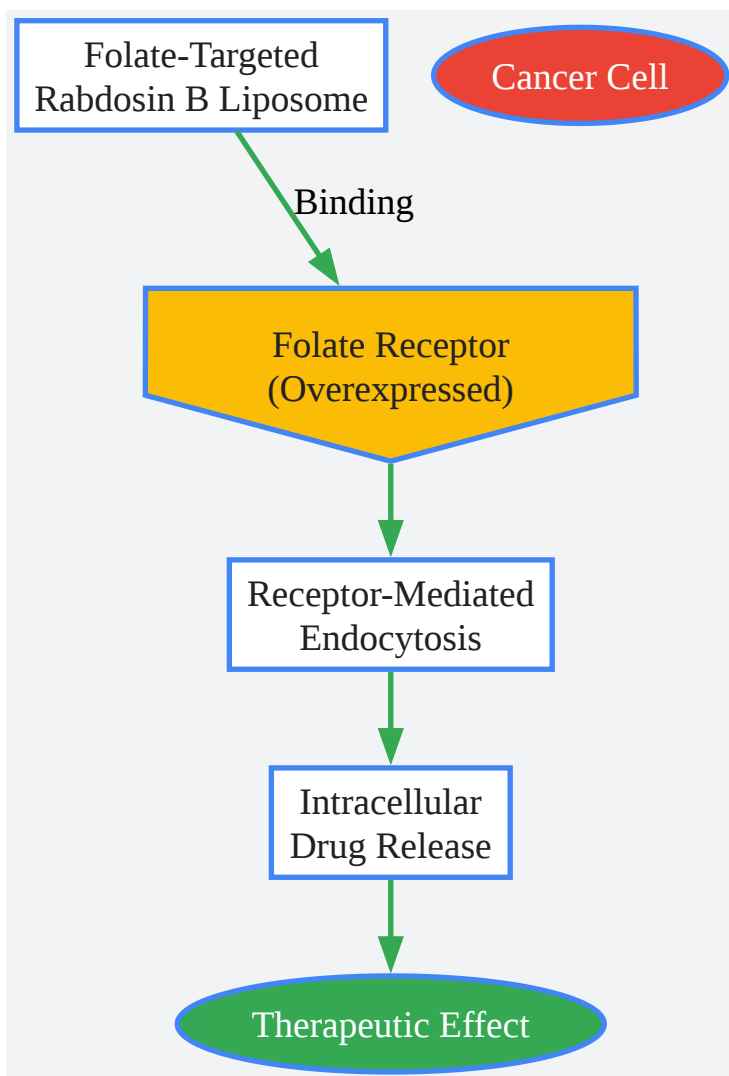 Folate-Targeted
Rabdosin B Liposome
Cancer Cell
Binding
Folate Receptor
(Overexpressed)
Receptor-Mediated
Endocytosis
Intracellular
Drug Release
Therapeutic Effect